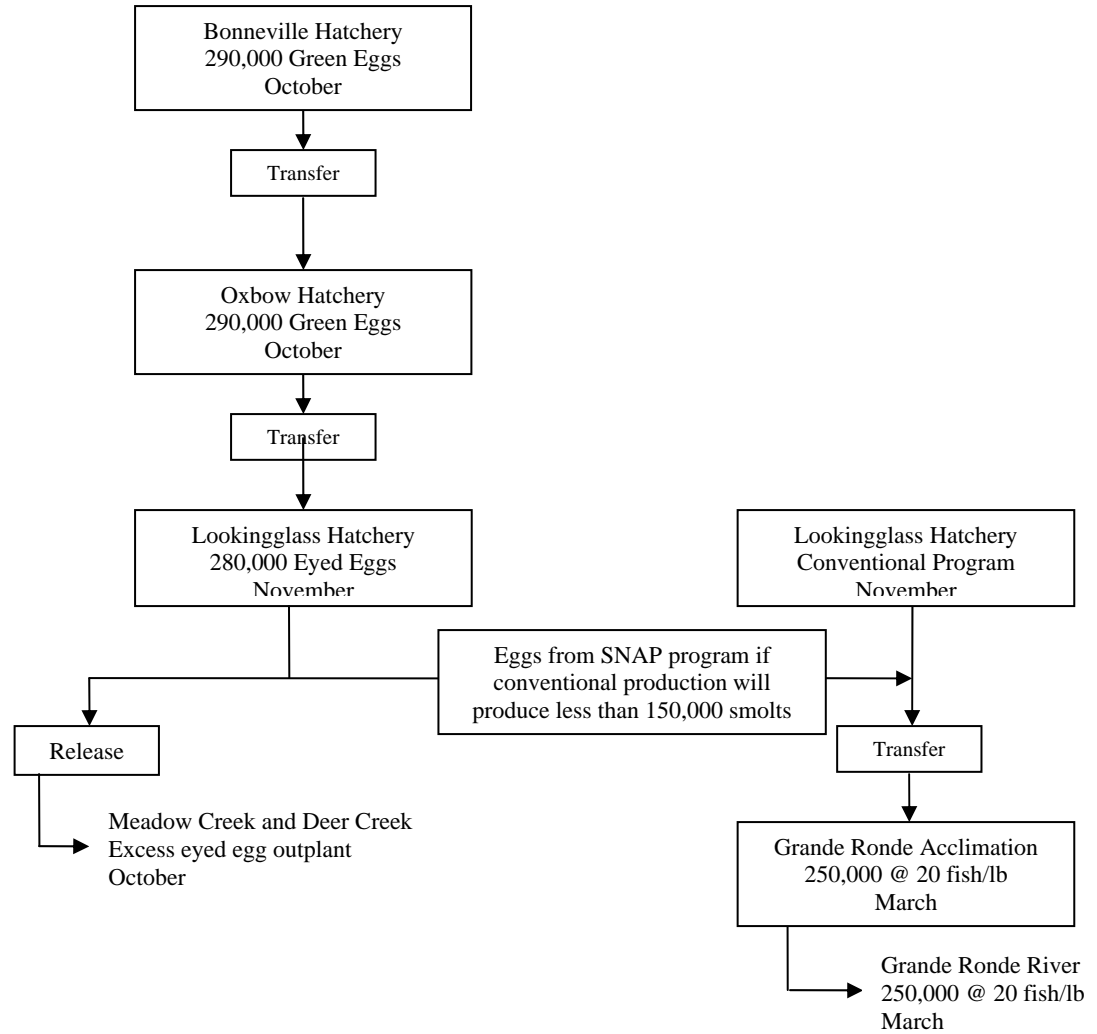 Bonneville Hatchery
290,000 Green Eggs
October
Transfer
Oxbow Hatchery
290,000 Green Eggs
October
Transfer
Lookingglass Hatchery
280,000 Eyed Eggs
November
Lookingglass Hatchery
Conventional Program
November
Eggs from SNAP program if
conventional production will
produce less than 150,000 smolts
Release
Transfer
Meadow Creek and Deer Creek
Excess eyed egg outplant
October
Grande Ronde Acclimation
250,000 @ 20 fish/lb
March
Grande Ronde River
250,000 @ 20 fish/lb
March